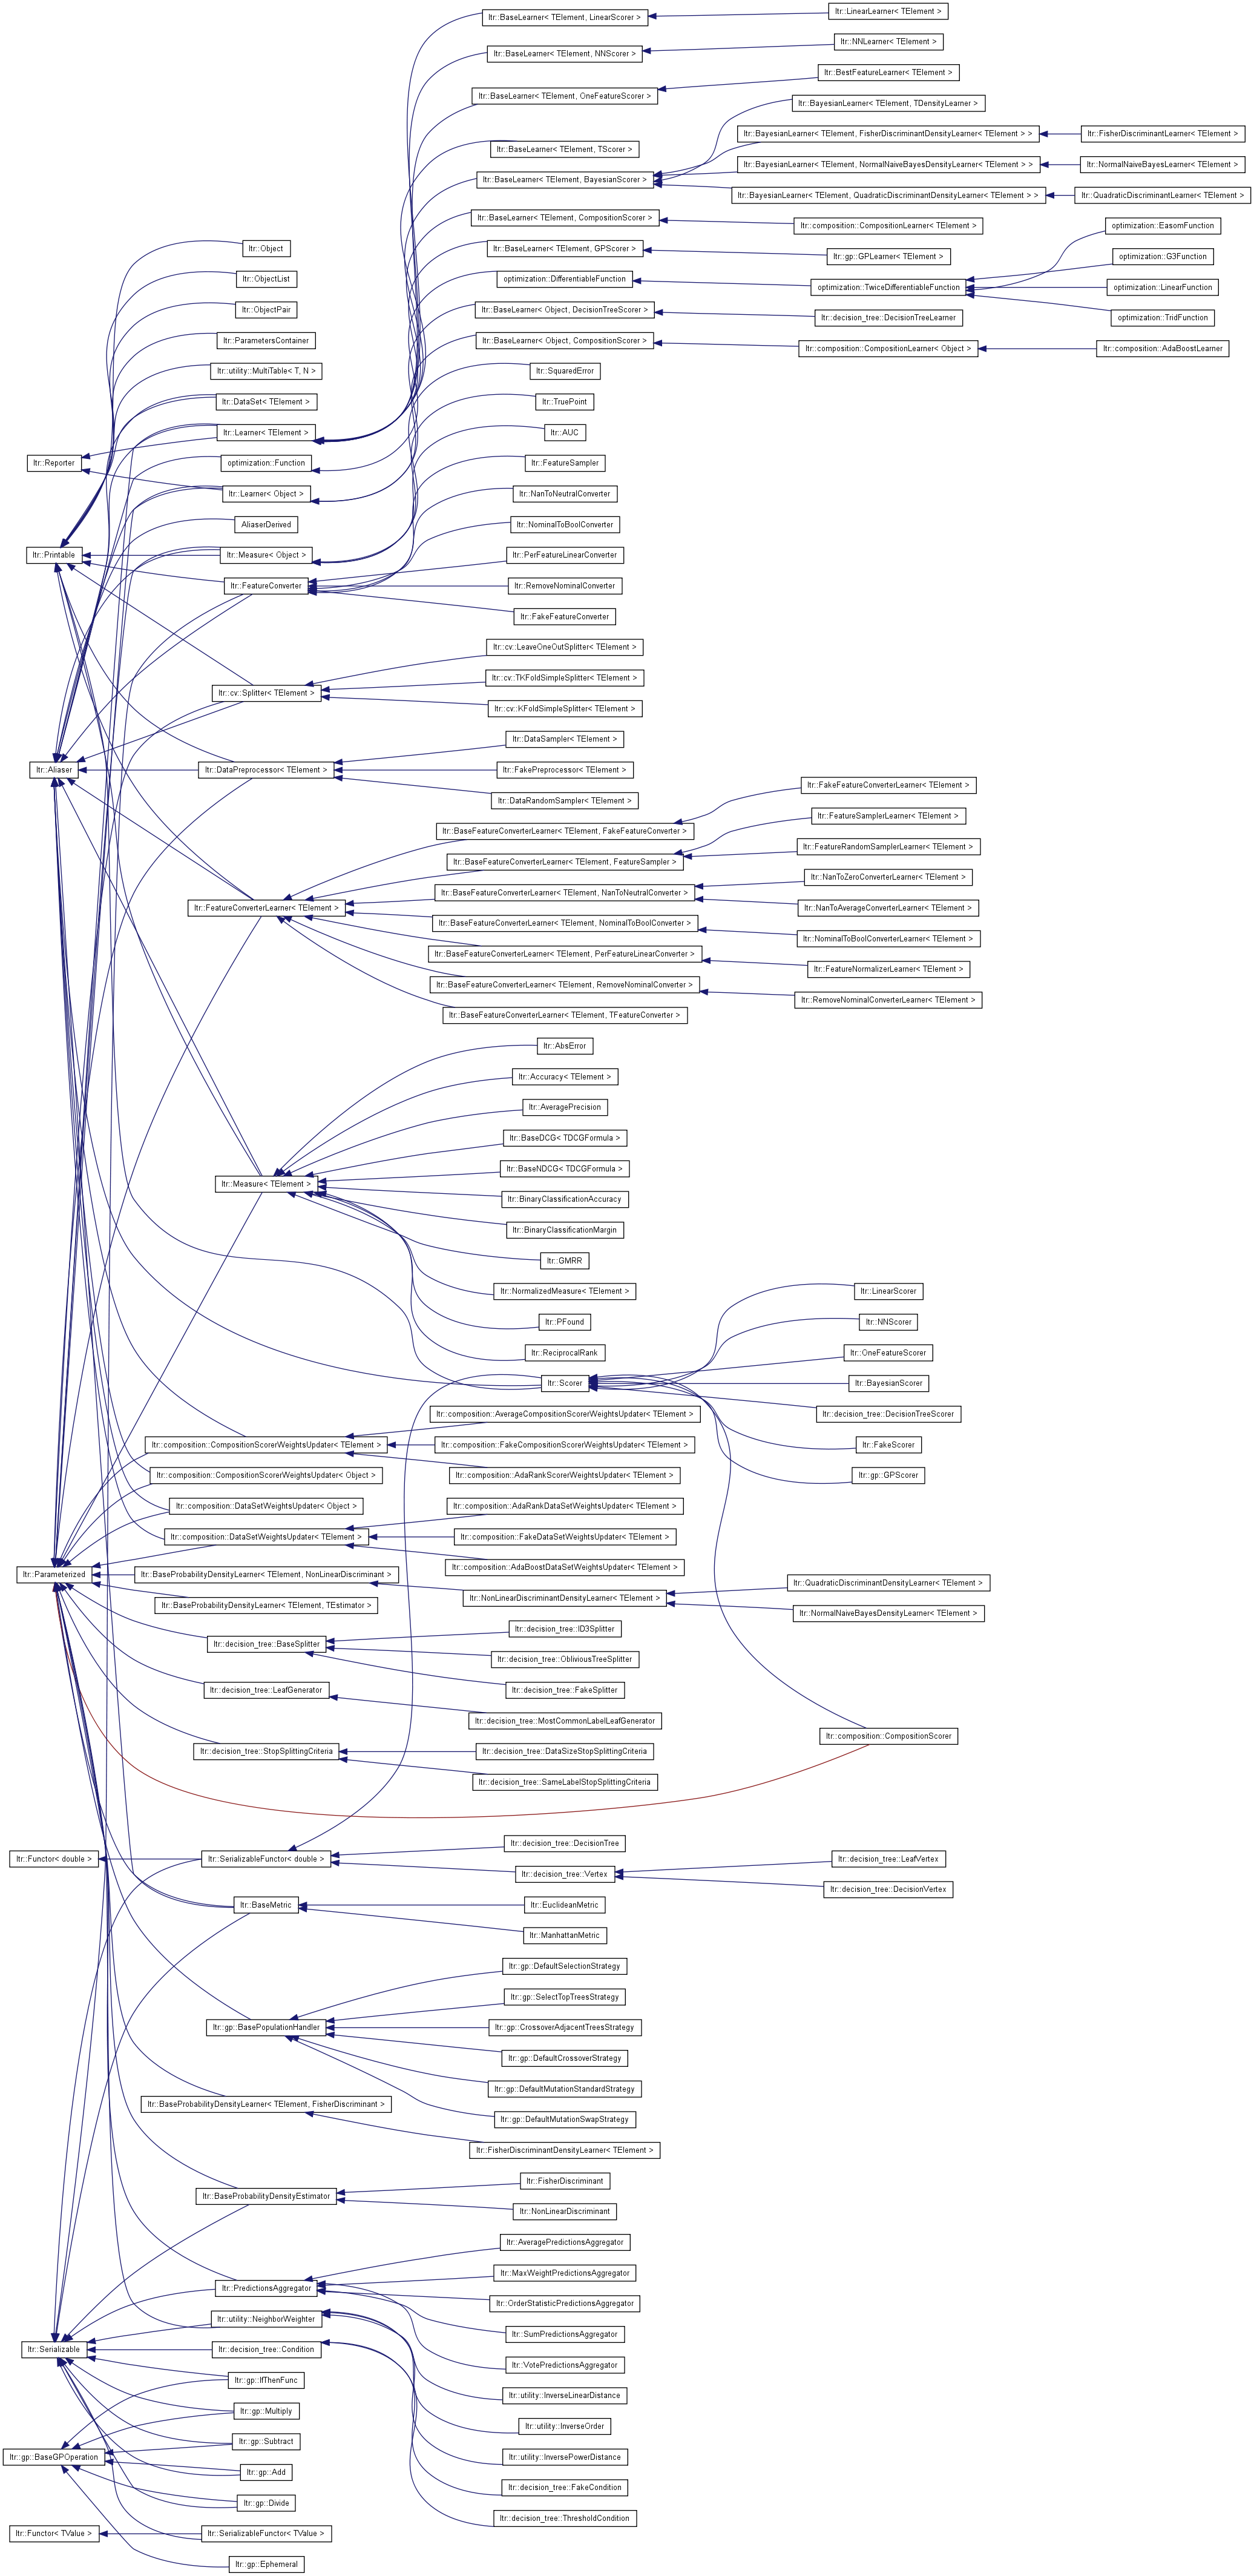 ltr::BaseLearner< TElement, LinearScorer >
ltr::LinearLearner< TElement >
ltr::BaseLearner< TElement, NNScorer >
ltr::NNLearner< TElement >
ltr::BestFeatureLearner< TElement >
ltr::BaseLearner< TElement, OneFeatureScorer >
ltr::BayesianLearner< TElement, TDensityLearner >
ltr::BayesianLearner< TElement, FisherDiscriminantDensityLearner< TElement > >
ltr::FisherDiscriminantLearner< TElement >
ltr::BaseLearner< TElement, TScorer >
ltr::BayesianLearner< TElement, NormalNaiveBayesDensityLearner< TElement > >
ltr::NormalNaiveBayesLearner< TElement >
ltr::BaseLearner< TElement, BayesianScorer >
ltr::BayesianLearner< TElement, QuadraticDiscriminantDensityLearner< TElement > >
ltr::QuadraticDiscriminantLearner< TElement >
ltr::BaseLearner< TElement, CompositionScorer >
ltr::composition::CompositionLearner< TElement >
optimization::EasomFunction
ltr::Object
ltr::BaseLearner< TElement, GPScorer >
ltr::gp::GPLearner< TElement >
optimization::G3Function
ltr::ObjectList
optimization::DifferentiableFunction
optimization::TwiceDifferentiableFunction
optimization::LinearFunction
ltr::ObjectPair
ltr::BaseLearner< Object, DecisionTreeScorer >
ltr::decision_tree::DecisionTreeLearner
optimization::TridFunction
ltr::ParametersContainer
ltr::BaseLearner< Object, CompositionScorer >
ltr::composition::CompositionLearner< Object >
ltr::composition::AdaBoostLearner
ltr::utility::MultiTable< T, N >
ltr::SquaredError
ltr::DataSet< TElement >
ltr::TruePoint
ltr::Learner< TElement >
ltr::AUC
ltr::Reporter
optimization::Function
ltr::FeatureSampler
ltr::Learner< Object >
ltr::NanToNeutralConverter
AliaserDerived
ltr::NominalToBoolConverter
ltr::Printable
ltr::Measure< Object >
ltr::PerFeatureLinearConverter
ltr::FeatureConverter
ltr::RemoveNominalConverter
ltr::FakeFeatureConverter
ltr::cv::LeaveOneOutSplitter< TElement >
ltr::cv::TKFoldSimpleSplitter< TElement >
ltr::cv::Splitter< TElement >
ltr::cv::KFoldSimpleSplitter< TElement >
ltr::DataSampler< TElement >
ltr::Aliaser
ltr::DataPreprocessor< TElement >
ltr::FakePreprocessor< TElement >
ltr::FakeFeatureConverterLearner< TElement >
ltr::DataRandomSampler< TElement >
ltr::FeatureSamplerLearner< TElement >
ltr::BaseFeatureConverterLearner< TElement, FakeFeatureConverter >
ltr::FeatureRandomSamplerLearner< TElement >
ltr::BaseFeatureConverterLearner< TElement, FeatureSampler >
ltr::NanToZeroConverterLearner< TElement >
ltr::BaseFeatureConverterLearner< TElement, NanToNeutralConverter >
ltr::FeatureConverterLearner< TElement >
ltr::NanToAverageConverterLearner< TElement >
ltr::BaseFeatureConverterLearner< TElement, NominalToBoolConverter >
ltr::NominalToBoolConverterLearner< TElement >
ltr::BaseFeatureConverterLearner< TElement, PerFeatureLinearConverter >
ltr::FeatureNormalizerLearner< TElement >
ltr::BaseFeatureConverterLearner< TElement, RemoveNominalConverter >
ltr::RemoveNominalConverterLearner< TElement >
ltr::BaseFeatureConverterLearner< TElement, TFeatureConverter >
ltr::AbsError
ltr::Accuracy< TElement >
ltr::AveragePrecision
ltr::BaseDCG< TDCGFormula >
ltr::BaseNDCG< TDCGFormula >
ltr::Measure< TElement >
ltr::BinaryClassificationAccuracy
ltr::BinaryClassificationMargin
ltr::GMRR
ltr::NormalizedMeasure< TElement >
ltr::LinearScorer
ltr::PFound
ltr::NNScorer
ltr::ReciprocalRank
ltr::OneFeatureScorer
ltr::Scorer
ltr::BayesianScorer
ltr::composition::AverageCompositionScorerWeightsUpdater< TElement >
ltr::decision_tree::DecisionTreeScorer
ltr::composition::CompositionScorerWeightsUpdater< TElement >
ltr::composition::FakeCompositionScorerWeightsUpdater< TElement >
ltr::FakeScorer
ltr::composition::CompositionScorerWeightsUpdater< Object >
ltr::composition::AdaRankScorerWeightsUpdater< TElement >
ltr::gp::GPScorer
ltr::composition::DataSetWeightsUpdater< Object >
ltr::composition::AdaRankDataSetWeightsUpdater< TElement >
ltr::composition::DataSetWeightsUpdater< TElement >
ltr::composition::FakeDataSetWeightsUpdater< TElement >
ltr::composition::AdaBoostDataSetWeightsUpdater< TElement >
ltr::Parameterized
ltr::BaseProbabilityDensityLearner< TElement, NonLinearDiscriminant >
ltr::QuadraticDiscriminantDensityLearner< TElement >
ltr::NonLinearDiscriminantDensityLearner< TElement >
ltr::BaseProbabilityDensityLearner< TElement, TEstimator >
ltr::NormalNaiveBayesDensityLearner< TElement >
ltr::decision_tree::ID3Splitter
ltr::decision_tree::BaseSplitter
ltr::decision_tree::ObliviousTreeSplitter
ltr::decision_tree::LeafGenerator
ltr::decision_tree::FakeSplitter
ltr::decision_tree::MostCommonLabelLeafGenerator
ltr::composition::CompositionScorer
ltr::decision_tree::StopSplittingCriteria
ltr::decision_tree::DataSizeStopSplittingCriteria
ltr::decision_tree::SameLabelStopSplittingCriteria
ltr::decision_tree::DecisionTree
ltr::Functor< double >
ltr::SerializableFunctor< double >
ltr::decision_tree::LeafVertex
ltr::decision_tree::Vertex
ltr::decision_tree::DecisionVertex
ltr::BaseMetric
ltr::EuclideanMetric
ltr::ManhattanMetric
ltr::gp::DefaultSelectionStrategy
ltr::gp::SelectTopTreesStrategy
ltr::gp::BasePopulationHandler
ltr::gp::CrossoverAdjacentTreesStrategy
ltr::gp::DefaultCrossoverStrategy
ltr::gp::DefaultMutationStandardStrategy
ltr::BaseProbabilityDensityLearner< TElement, FisherDiscriminant >
ltr::gp::DefaultMutationSwapStrategy
ltr::FisherDiscriminantDensityLearner< TElement >
ltr::FisherDiscriminant
ltr::BaseProbabilityDensityEstimator
ltr::NonLinearDiscriminant
ltr::AveragePredictionsAggregator
ltr::MaxWeightPredictionsAggregator
ltr::PredictionsAggregator
ltr::OrderStatisticPredictionsAggregator
ltr::utility::NeighborWeighter
ltr::SumPredictionsAggregator
ltr::Serializable
ltr::decision_tree::Condition
ltr::VotePredictionsAggregator
ltr::gp::IfThenFunc
ltr::utility::InverseLinearDistance
ltr::gp::Multiply
ltr::utility::InverseOrder
ltr::gp::Subtract
ltr::gp::BaseGPOperation
ltr::utility::InversePowerDistance
ltr::gp::Add
ltr::decision_tree::FakeCondition
ltr::gp::Divide
ltr::decision_tree::ThresholdCondition
ltr::Functor< TValue >
ltr::SerializableFunctor< TValue >
ltr::gp::Ephemeral